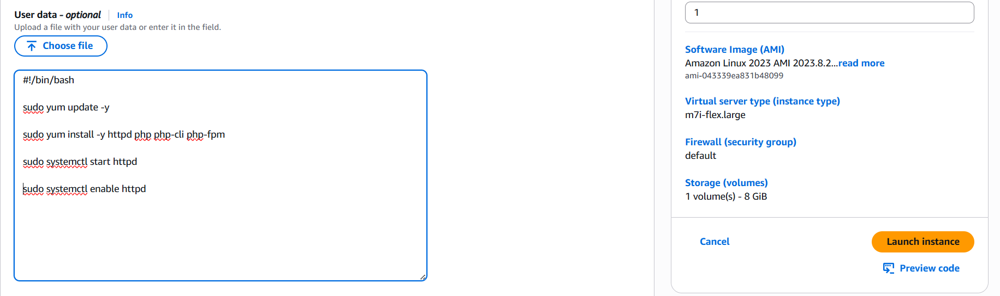 User data - optional Info
Upload a file with your user data or enter it in the field.
Choose file
#!/bin/bash
sudo yum update -y
sudo yum install -y httpd php php-cli php-fpm
sudo systemctl start httpd
sudo systemctl enable httpd
1
Software Image (AMI)
Amazon Linux 2023 AMI 2023.8.2...read more
ami-043339ea831b48099
Virtual server type (instance type)
m7i-flex.large
Firewall (security group)
default
Storage (volumes)
1 volume(s) - 8 GiB
Cancel
Launch instance
Preview code